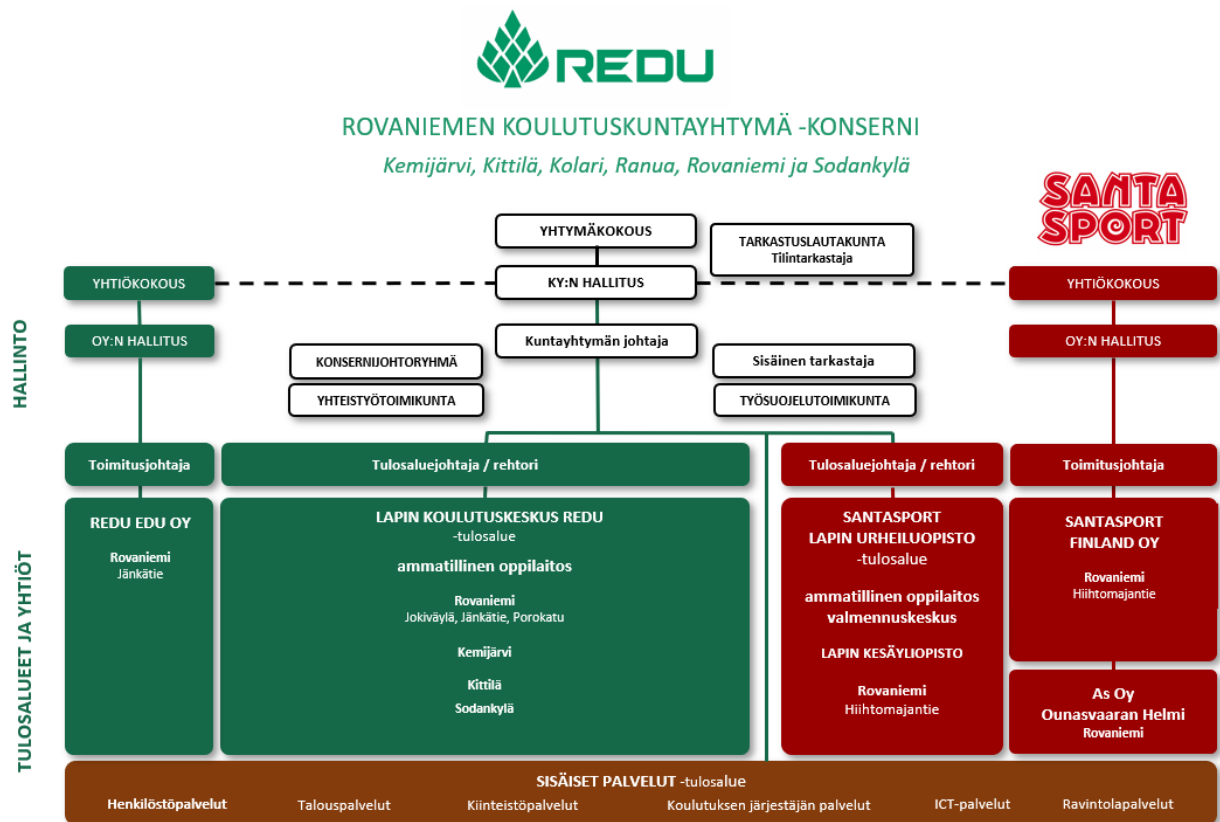 REDU
ROVANIEMEN KOULUTUSKUNTAYHTYMÄ -KONSERNI
Kemijärvi, Kittilä, Kolari, Ranua, Rovaniemi ja Sodankylä
SANTA
SPORT
HALLINTO
YHTYMÄKOKOUS
TARKASTUSLAUTAKUNTA
Tilintarkastaja
YHTIÖKOKOUS
KY:N HALLITUS
YHTIÖKOKOUS
OY:N HALLITUS
Kuntayhtymän johtaja
OY:N HALLITUS
KONSERNIJOHTORYHMÄ
Sisäinen tarkastaja
YHTEISTYÖTOIMIKUNTA
TYÖSUOJELUTOIMIKUNTA
TULOSALUEET JA YHTIÖT
Toimitusjohtaja
Tulosaluejohtaja / rehtori
Tulosaluejohtaja / rehtori
Toimitusjohtaja
REDU EDU OY
Rovaniemi
Jänkätie
LAPIN KOULUTUSKESKUS REDU
-tulosalue
ammatillinen oppilaitos
Rovaniemi
Jokiväylä, Jänkätie, Porokatu
Kemijärvi
Kittilä
Sodankylä
SANTASPORT
LAPIN URHEILUOPISTO
-tulosalue
ammatillinen oppilaitos
valmennuskeskus
LAPIN KESÄYLIOPISTO
Rovaniemi
Hiihtomajantie
SANTASPORT
FINLAND OY
Rovaniemi
Hiihtomajantie
As Oy
Ounasvaaran Helmi
Rovaniemi
SISÄISET PALVELUT -tulosalue
Henkilöstöpalvelut
Talouspalvelut
Kiinteistöpalvelut
Koulutuksen järjestäjän palvelut
ICT-palvelut
Ravintolapalvelut